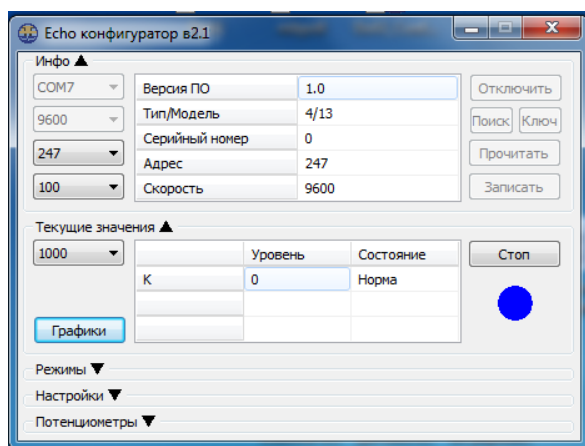 Echo конфигуратор в2.1
Инфо ▲
COM7
9600
247
100
Версия ПО 1.0
Тип/Модель 4/13
Серийный номер 0
Адрес 247
Скорость 9600
Отключить
Поиск Ключ
Прочитать
Записать
Текущие значения ▲
1000
Уровень Состояние
К 0 Норма
Стоп
Графики
Режимы ▼
Настройки ▼
Потенциометры ▼